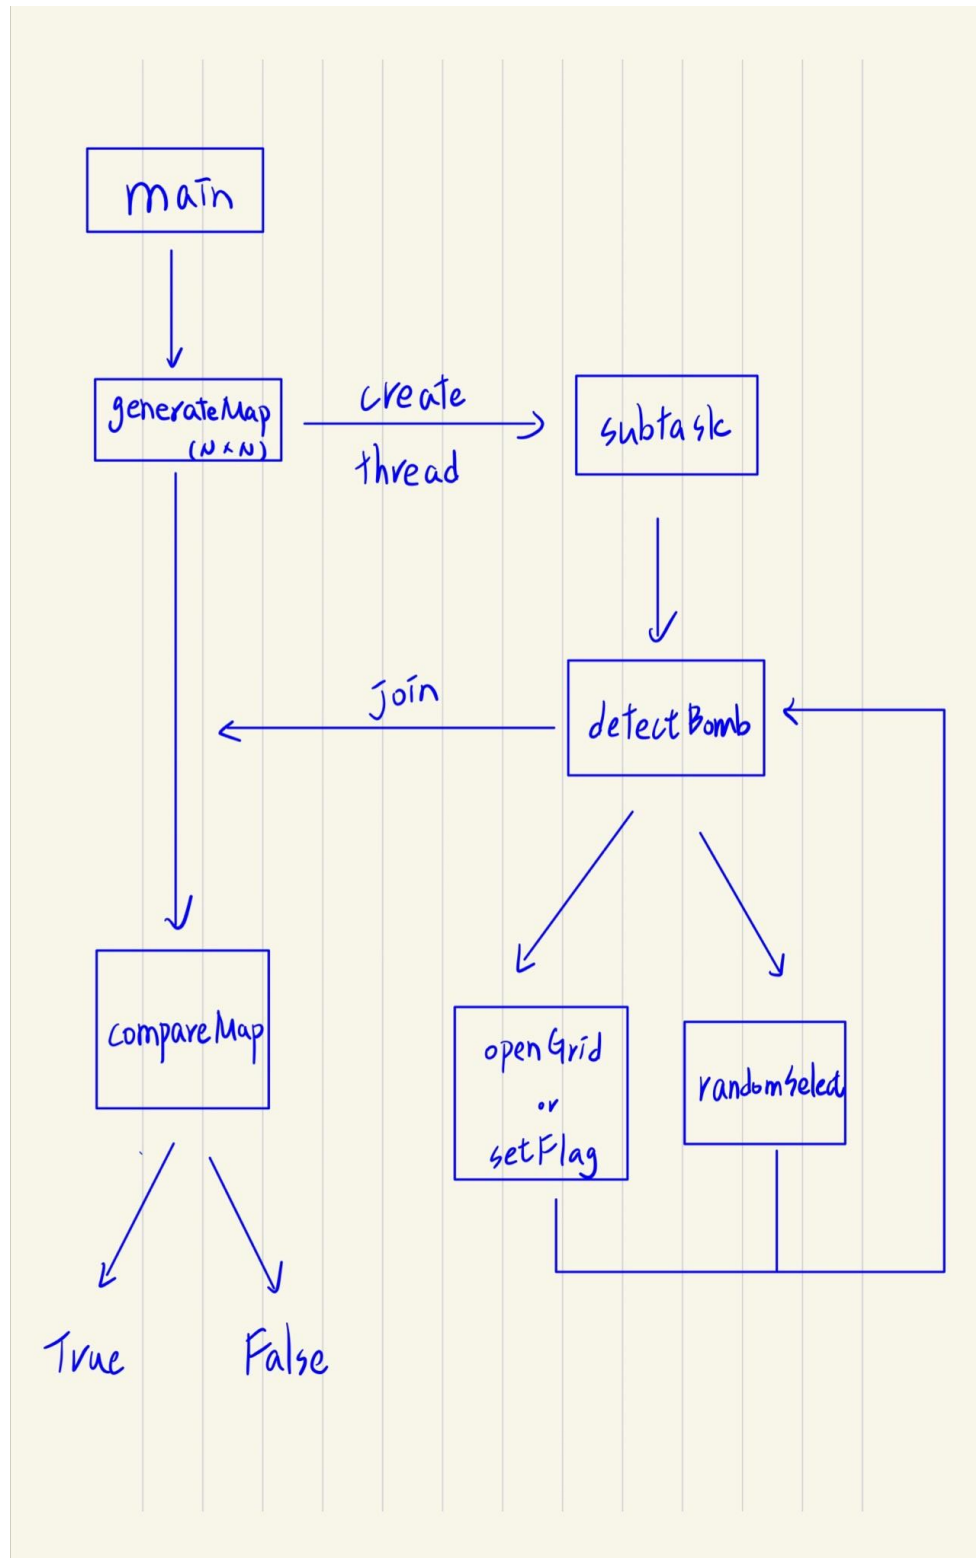 main
generateMap
(N×N)
create
thread
subtask
join
detectBomb
compareMap
openGrid
or
setFlag
randomSelect
True
False